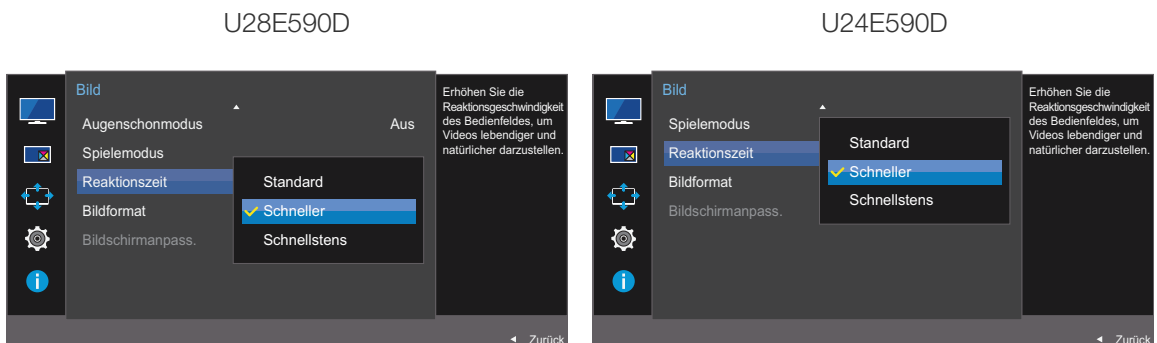 U28E590D
Bild
Augenschonmodus Aus
Spielemodus
Reaktionszeit
Bildformat
Bildschirmanpass.
Standard
Schneller
Schnellstens
Erhöhen Sie die
Reaktionsgeschwindigkeit
des Bedienfeldes, um
Videos lebendiger und
natürlicher darzustellen.
Zurück
U24E590D
Bild
Spielemodus
Reaktionszeit
Bildformat
Bildschirmanpass.
Standard
Schneller
Schnellstens
Erhöhen Sie die
Reaktionsgeschwindigkeit
des Bedienfeldes, um
Videos lebendiger und
natürlicher darzustellen.
Zurück